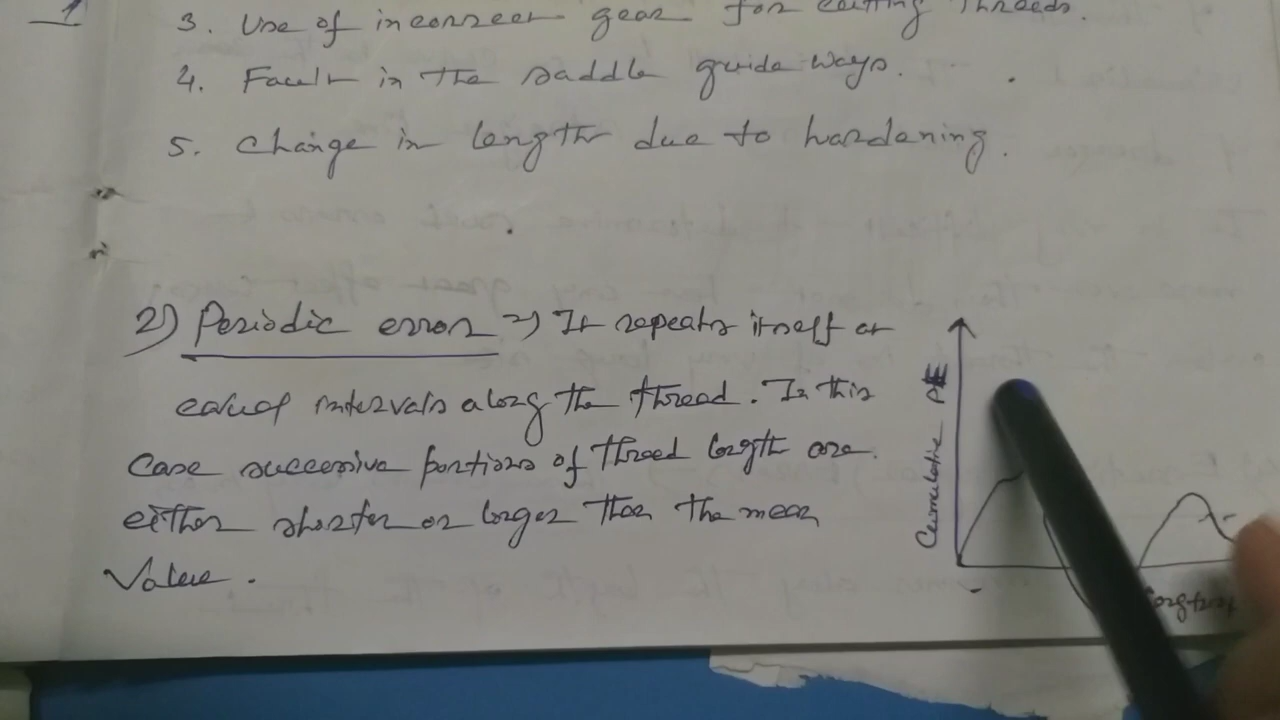 3. Use of incorrect gear for cutting threads.
4. Fault in the saddle guide ways.
5. Change in length due to hardening.
2) Periodic error => It repeats itself at
equal intervals along the thread. In this
Case successive portions of thread length are
either shorter or longer than the mean
Value.
Cumulative PE